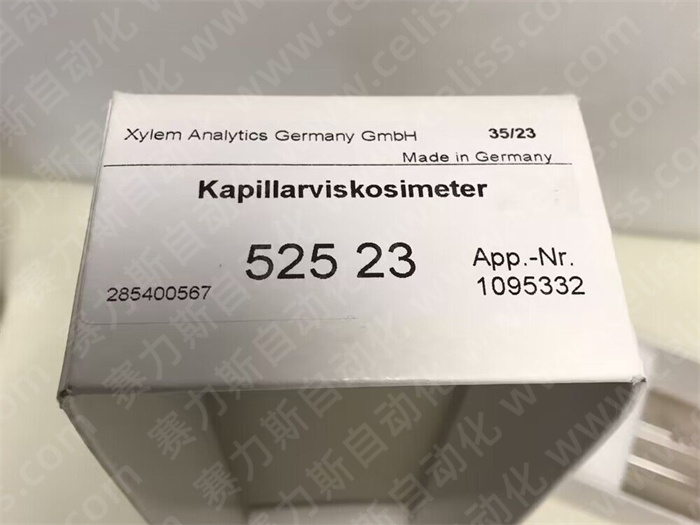 Xylem Analytics Germany GmbH 35/23
Made in Germany
Kapillarviskosimeter
525 23
App.-Nr.
285400567
1095332
赛力斯自动化 www.celiss.com